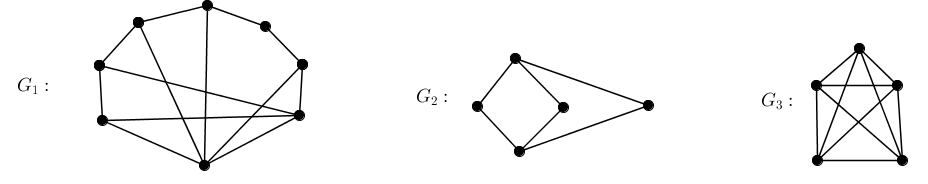 G₁ :
G₂ :
G₃ :